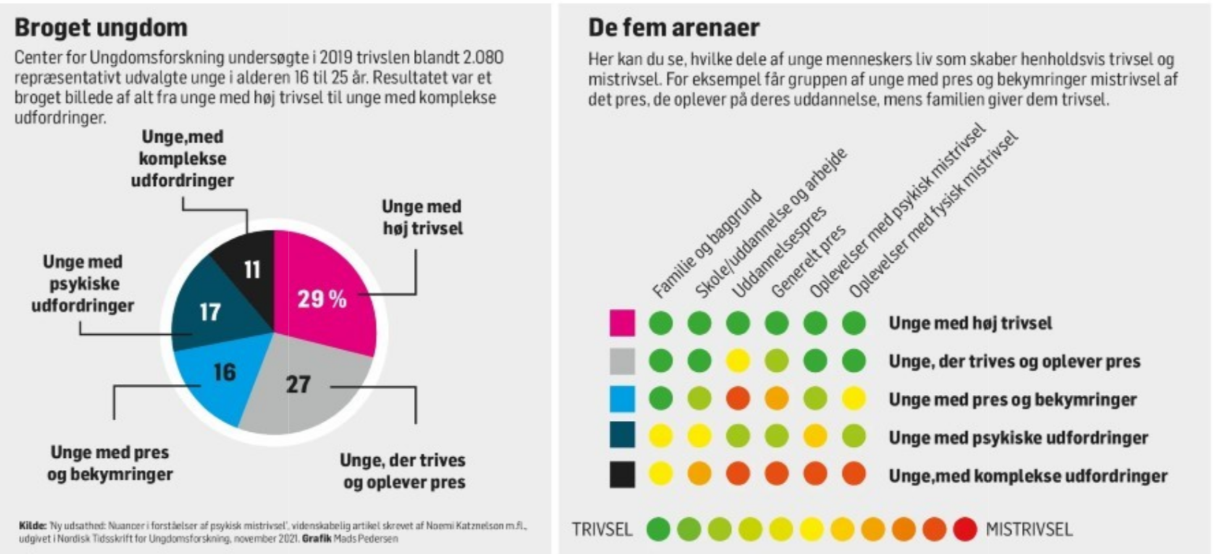 Broget ungdom
Center for Ungdomsforskning undersøgte i 2019 trivslen blandt 2.080
repræsentativt udvalgte unge i alderen 16 til 25 år. Resultatet var et
broget billede af alt fra unge med høj trivsel til unge med komplekse
udfordringer.
Unge,med
komplekse
udfordringer
Unge med
høj trivsel
Unge med
psykiske
udfordringer
11
29 %
17
16
27
Unge med pres
og bekymringer
Unge, der trives
og oplever pres
Kilde: 'Ny udsathed: Nuancer i forståelser af psykisk mistrivsel', videnskabelig artikel skrevet af Noemi Katznelson m.fl.,
udgivet i Nordisk Tidsskrift for Ungdomsforskning, november 2021. Grafik Mads Pedersen
De fem arenaer
Her kan du se, hvilke dele af unge menneskers liv som skaber henholdsvis trivsel og
mistrivsel. For eksempel får gruppen af unge med pres og bekymringer mistrivsel af
det pres, de oplever på deres uddannelse, mens familien giver dem trivsel.
Familie og baggrund
Skole/uddannelse og arbejde
Uddannelsespres
Generelt pres
Oplevelser med psykisk mistrivsel
Oplevelser med fysisk mistrivsel
Unge med høj trivsel
Unge, der trives og oplever pres
Unge med pres og bekymringer
Unge med psykiske udfordringer
Unge,med komplekse udfordringer
TRIVSEL
MISTRIVSEL